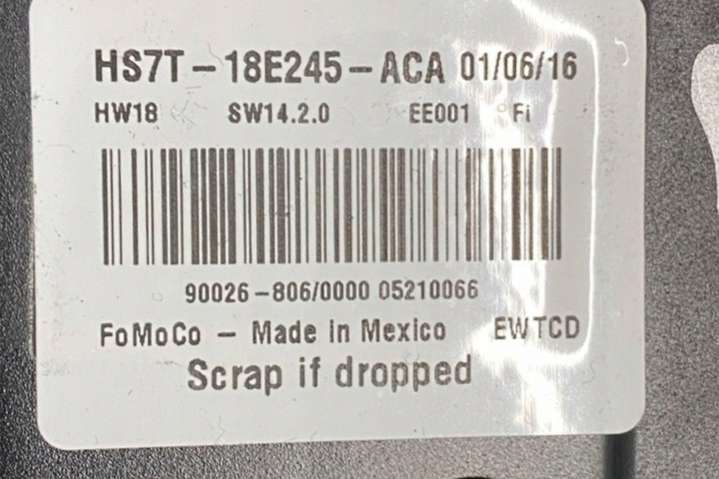 HS7T-18E245-ACA 01/06/16
HW18 SW14.2.0 EE001 Fi
90026-806/0000 05210066
FoMoCo - Made in Mexico EWTCD
Scrap if dropped